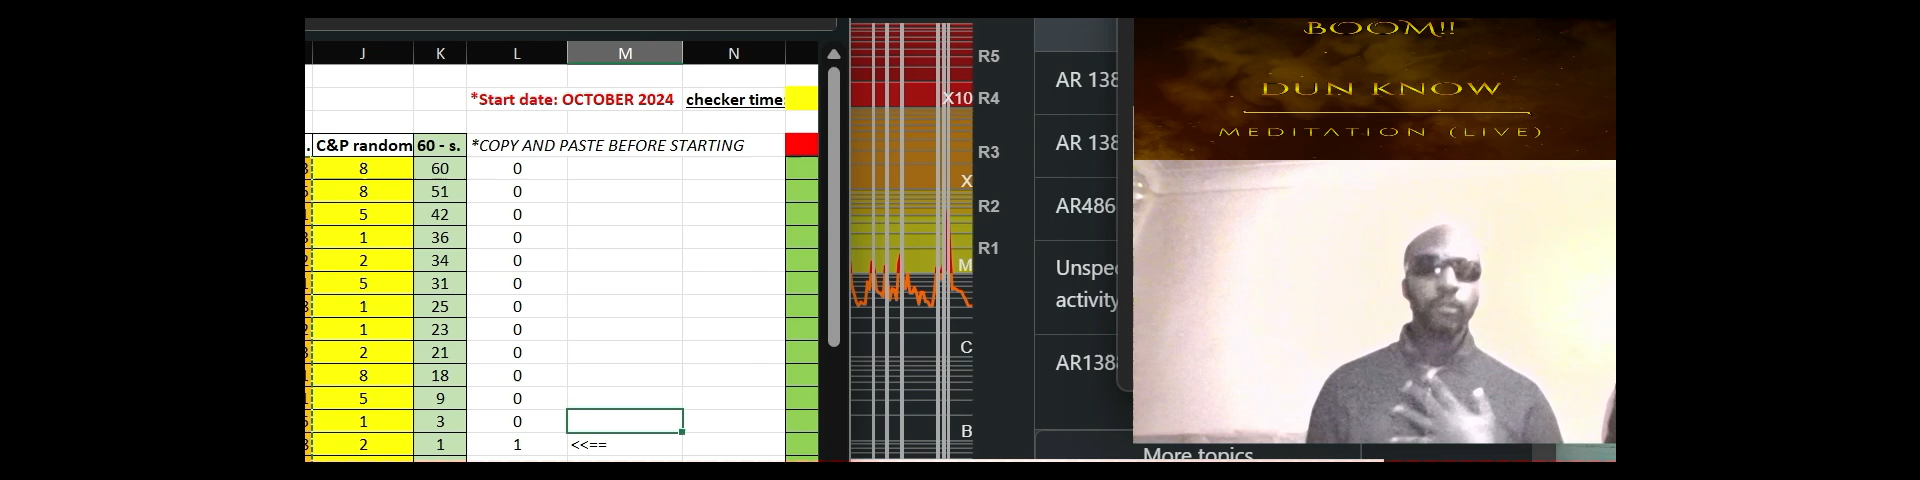 J K L M N
*Start date: OCTOBER 2024 checker time:
C&P random 60 - s. *COPY AND PASTE BEFORE STARTING
8 60 0
8 51 0
5 42 0
1 36 0
2 34 0
5 31 0
1 25 0
1 23 0
2 21 0
8 18 0
5 9 0
1 3 0
2 1 1 <<==
R5
X10 R4
R3
X
R2
R1
M
C
B
AR 138
AR 138
AR486
Unspe
activity
AR138
More topics
BOOM!!
DUN KNOW
MEDITATION (LIVE)